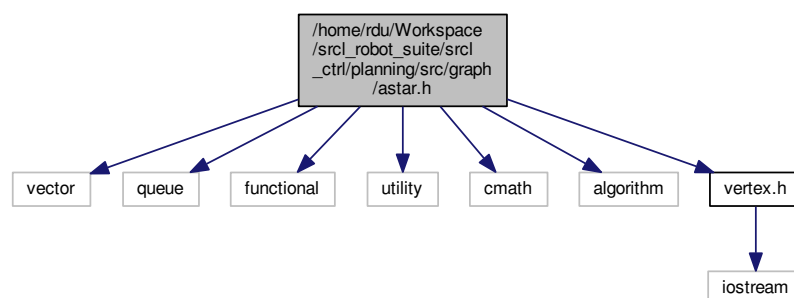 /home/rdu/Workspace
/srcl_robot_suite/srcl
_ctrl/planning/src/graph
/astar.h
vector
queue
functional
utility
cmath
algorithm
vertex.h
iostream